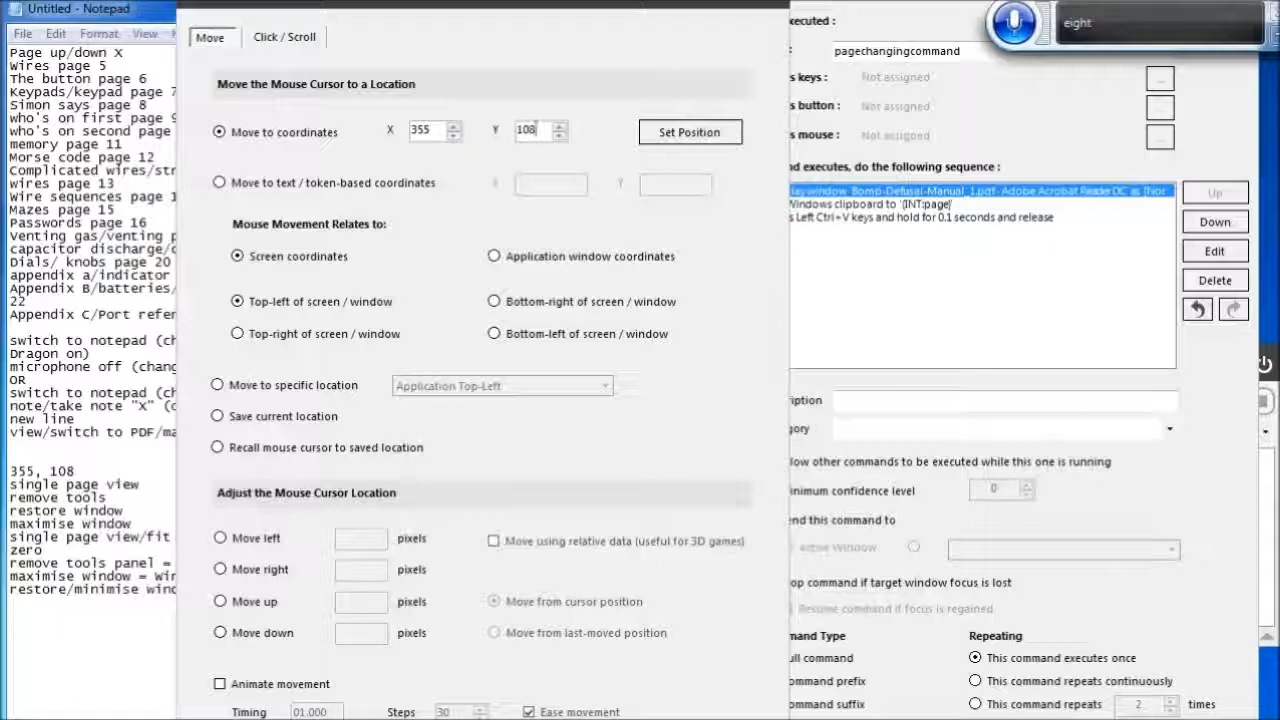 Untitled - Notepad
File Edit Format View
Page up/down X
Wires page 5
The button page 6
Keypads/keypad page 7
Simon says page 8
who's on first page 9
who's on second page
memory page 11
Morse code page 12
Complicated wires/str
wires page 13
Wire sequences page 1
Mazes page 15
Passwords page 16
Venting gas/venting p
capacitor discharge/c
Dials/ knobs page 20
appendix a/indicator
Appendix B/batteries/
22
Appendix C/Port refer
switch to notepad (ch
Dragon on)
microphone off (chang
OR
switch to notepad (ch
note/take note "X" (c
new line
view/switch to PDF/ma
355, 108
single page view
remove tools
restore window
maximise window
single page view/fit
zero
remove tools panel =
maximise window = Win
restore/minimise wind
Move
Click / Scroll
Move the Mouse Cursor to a Location
Move to coordinates X 355 Y 108 Set Position
Move to text / token-based coordinates X Y
Mouse Movement Relates to:
Screen coordinates
Application window coordinates
Top-left of screen / window
Bottom-right of screen / window
Top-right of screen / window
Bottom-left of screen / window
Move to specific location Application Top-Left
Save current location
Recall mouse cursor to saved location
Adjust the Mouse Cursor Location
Move left pixels
Move using relative data (useful for 3D games)
Move right pixels
Move up pixels
Move from cursor position
Move down pixels
Move from last-moved position
Animate movement
Timing 01.000 Steps 30 Ease movement
eight
xecuted :
: pagechangingcommand
s keys : Not assigned ...
s button : Not assigned ...
s mouse : Not assigned ...
nd executes, do the following sequence :
lay window 'Bomb-Defusal-Manual_1.pdf - Adobe Acrobat Reader DC' as (Nor
Windows clipboard to '{INT:page}'
s Left Ctrl+V keys and hold for 0.1 seconds and release
Up
Down
Edit
Delete
ription
gory
low other commands to be executed while this one is running
inimum confidence level 0
end this command to
Active Window
op command if target window focus is lost
Resume command if focus is regained
mand Type
ull command
ommand prefix
ommand suffix
Repeating
This command executes once
This command repeats continuously
This command repeats 2 times